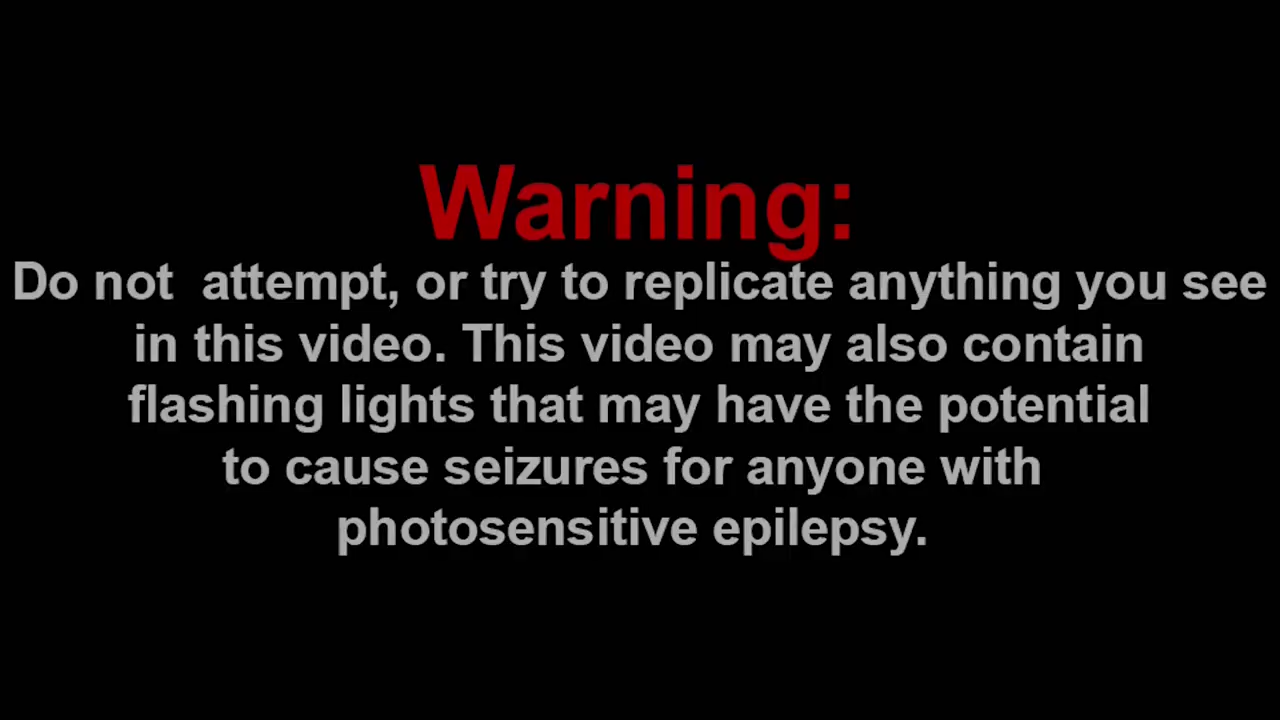 Warning:
Do not  attempt, or try to replicate anything you see
in this video. This video may also contain
flashing lights that may have the potential
to cause seizures for anyone with
photosensitive epilepsy.